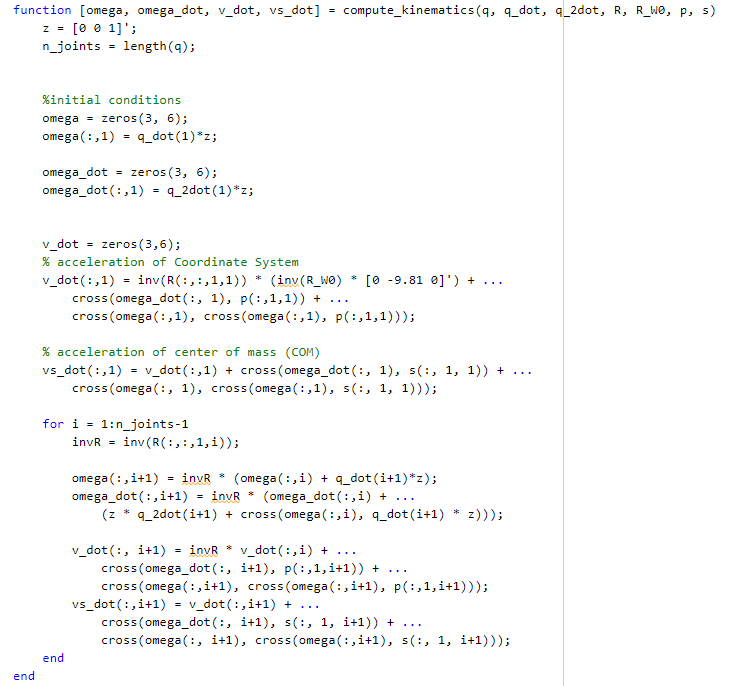 function [omega, omega_dot, v_dot, vs_dot] = compute_kinematics(q, q_dot, q_2dot, R, R_W0, p, s)
z = [0 0 1]';
n_joints = length(q);
%initial conditions
omega = zeros(3, 6);
omega(:,1) = q_dot(1)*z;
omega_dot = zeros(3, 6);
omega_dot(:,1) = q_2dot(1)*z;
v_dot = zeros(3,6);
% acceleration of Coordinate System
v_dot(:,1) = inv(R(:,:,1,1)) * (inv(R_W0) * [0 -9.81 0]') + ...
cross(omega_dot(:, 1), p(:,1,1)) + ...
cross(omega(:,1), cross(omega(:,1), p(:,1,1)));
% acceleration of center of mass (COM)
vs_dot(:,1) = v_dot(:,1) + cross(omega_dot(:, 1), s(:, 1, 1)) + ...
cross(omega(:, 1), cross(omega(:,1), s(:, 1, 1)));
for i = 1:n_joints-1
invR = inv(R(:,:,1,i));
omega(:,i+1) = invR * (omega(:,i) + q_dot(i+1)*z);
omega_dot(:,i+1) = invR * (omega_dot(:,i) + ...
(z * q_2dot(i+1) + cross(omega(:,i), q_dot(i+1) * z)));
v_dot(:, i+1) = invR * v_dot(:,i) + ...
cross(omega_dot(:, i+1), p(:,1,i+1)) + ...
cross(omega(:,i+1), cross(omega(:,i+1), p(:,1,i+1)));
vs_dot(:,i+1) = v_dot(:,i+1) + ...
cross(omega_dot(:, i+1), s(:, 1, i+1)) + ...
cross(omega(:, i+1), cross(omega(:,i+1), s(:, 1, i+1)));
end
end